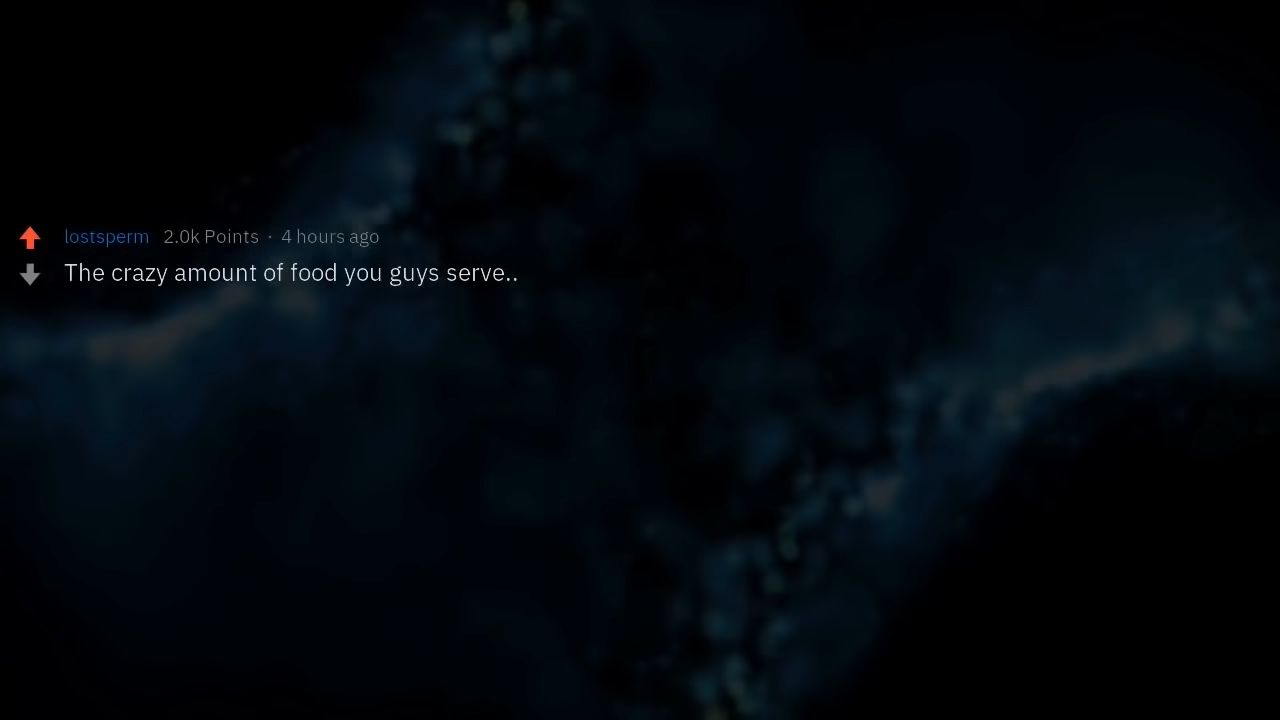 lostsperm 2.0k Points · 4 hours ago
The crazy amount of food you guys serve..